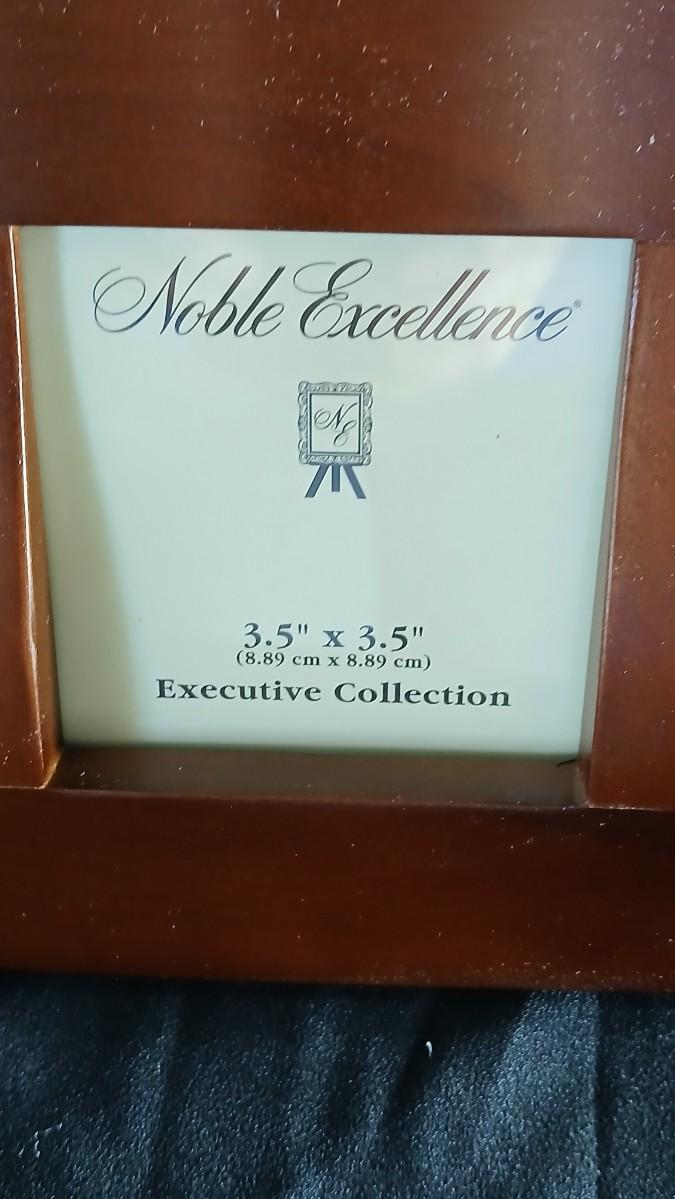 Noble Excellence®
NE
3.5" x 3.5"
(8.89 cm x 8.89 cm)
Executive Collection